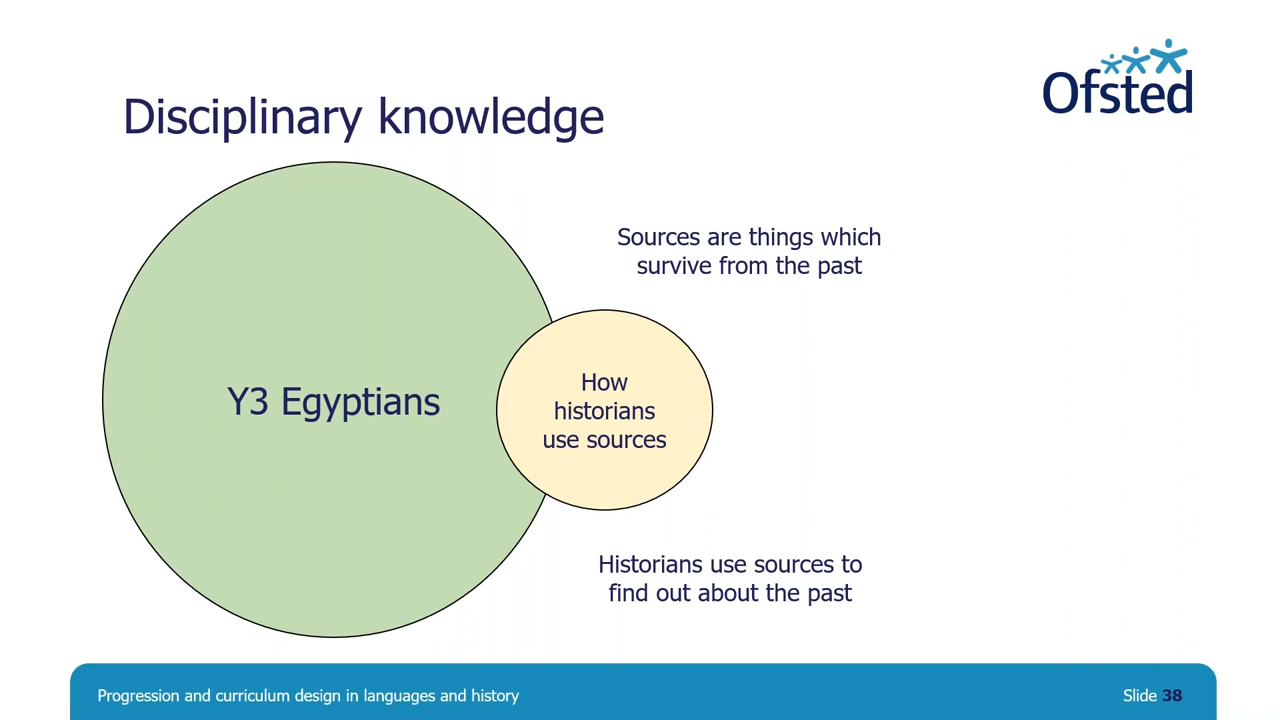 Ofsted
Disciplinary knowledge
Sources are things which
survive from the past
Y3 Egyptians
How
historians
use sources
Historians use sources to
find out about the past
Progression and curriculum design in languages and history
Slide 38